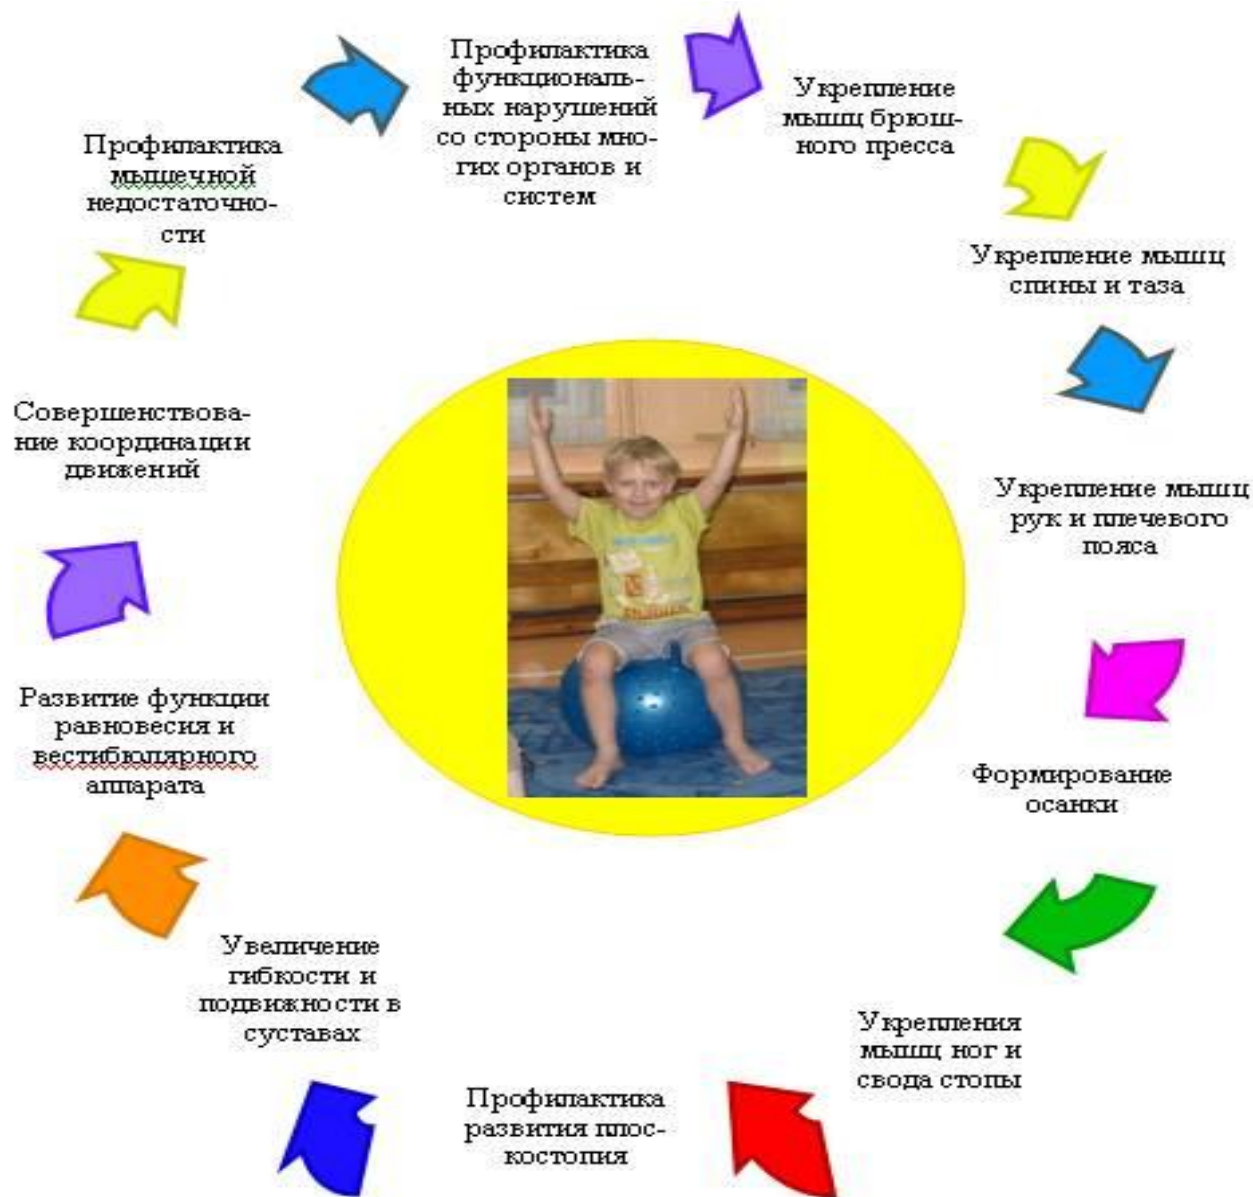 Профилактика
функциональ-
ных нарушений
со стороны мно-
гих органов и
систем
Укрепление
мышц брюш-
ного пресса
Укрепление мышц
спины и таза
Укрепление мышц
рук и плечевого
пояса
Формирование
осанки
Укрепления
мышц ног и
свода стопы
Профилактика
развития плос-
костопия
Увеличение
гибкости и
подвижности в
суставах
Развитие функции
равновесия и
вестибюлярного
аппарата
Совершенствова-
ние координации
движений
Профилактика
мышечной
недостаточно-
сти